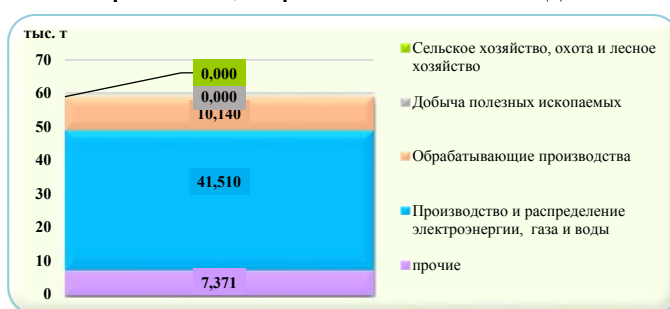 тыс. т
70
60
50
40
30
20
10
0
0,000
0,000
10,140
41,510
7,371
Сельское хозяйство, охота и лесное
хозяйство
Добыча полезных ископаемых
Обрабатывающие производства
Производство и распределение
электроэнергии, газа и воды
прочие